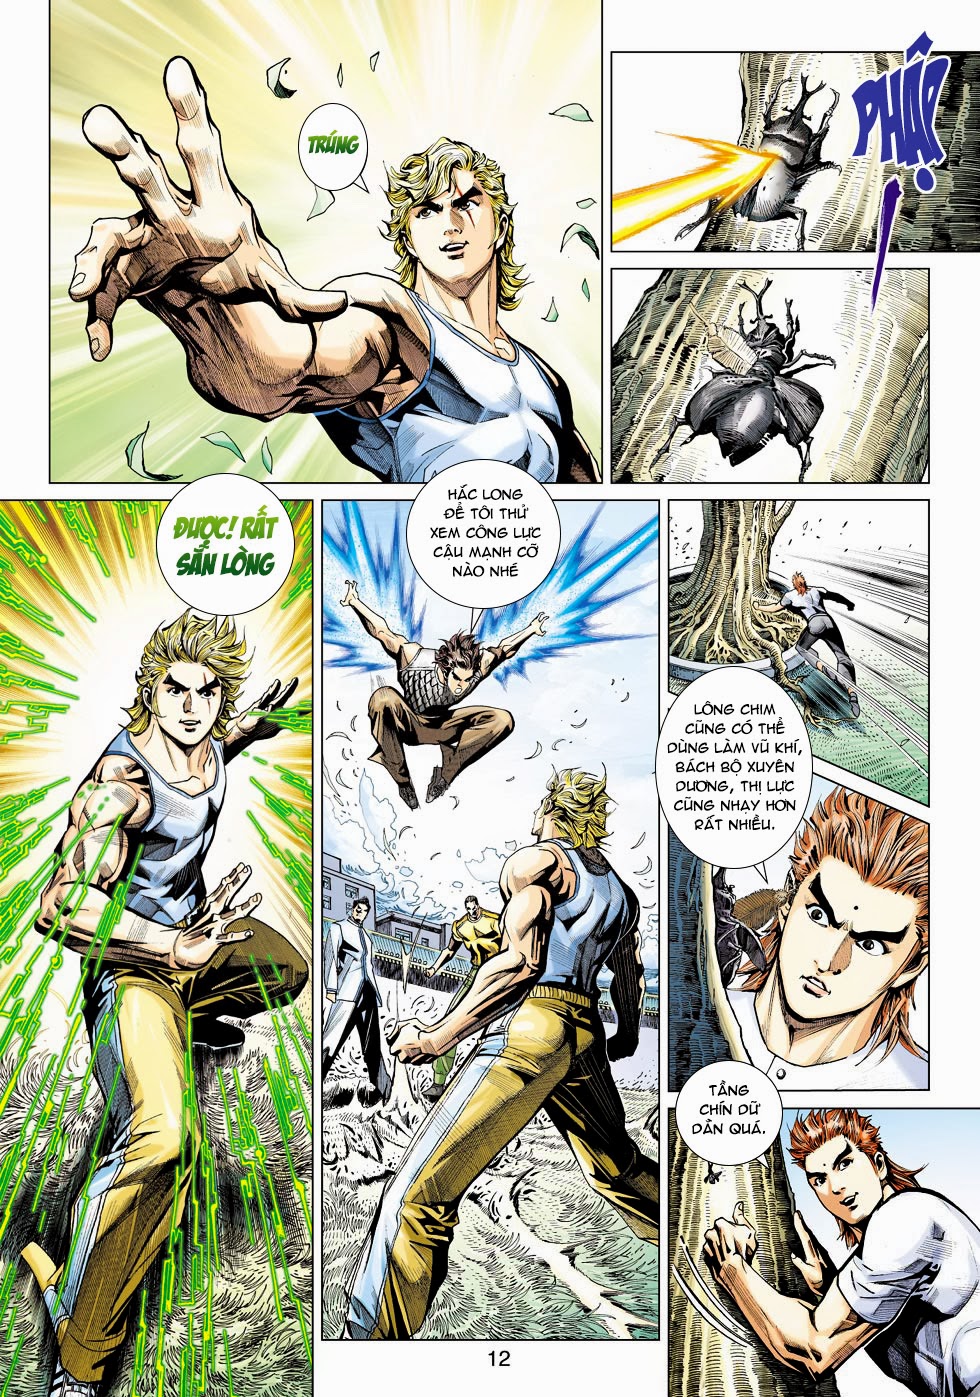 TRÚNG
PHẬP!
HẮC LONG
ĐỂ TÔI THỬ
XEM CÔNG LỰC
CẬU MẠNH CỠ
NÀO NHÉ
ĐƯỢC! RẤT
SẴN LÒNG
LÔNG CHIM
CŨNG CÓ THỂ
DÙNG LÀM VŨ KHÍ,
BÁCH BỘ XUYÊN
DƯƠNG, THỊ LỰC
CŨNG NHẠY HƠN
RẤT NHIỀU.
TẦNG
CHÍN DỮ
DẰN QUÁ.
12